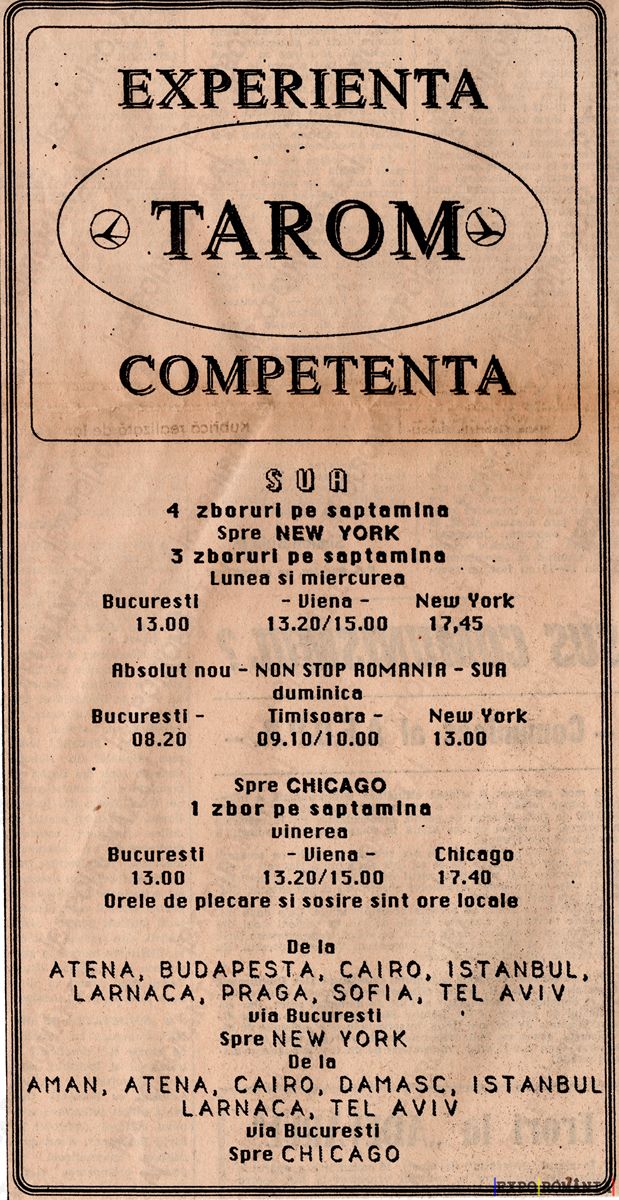 EXPERIENTA
TAROM
COMPETENTA
SUA
4 zboruri pe saptamina
Spre NEW YORK
3 zboruri pe saptamina
Lunea si miercurea
Bucuresti - Viena - New York
13.00 13.20/15.00 17,45
Absolut nou - NON STOP ROMANIA - SUA
duminica
Bucuresti - Timisoara - New York
08.20 09.10/10.00 13.00
Spre CHICAGO
1 zbor pe saptamina
vinerea
Bucuresti - Viena - Chicago
13.00 13.20/15.00 17.40
Orele de plecare si sosire sint ore locale
De la
ATENA, BUDAPESTA, CAIRO, ISTANBUL,
LARNACA, PRAGA, SOFIA, TEL AVIV
via Bucuresti
Spre NEW YORK
De la
AMAN, ATENA, CAIRO, DAMASC, ISTANBUL
LARNACA, TEL AVIV
via Bucuresti
Spre CHICAGO
EXPO ROMÂNIA